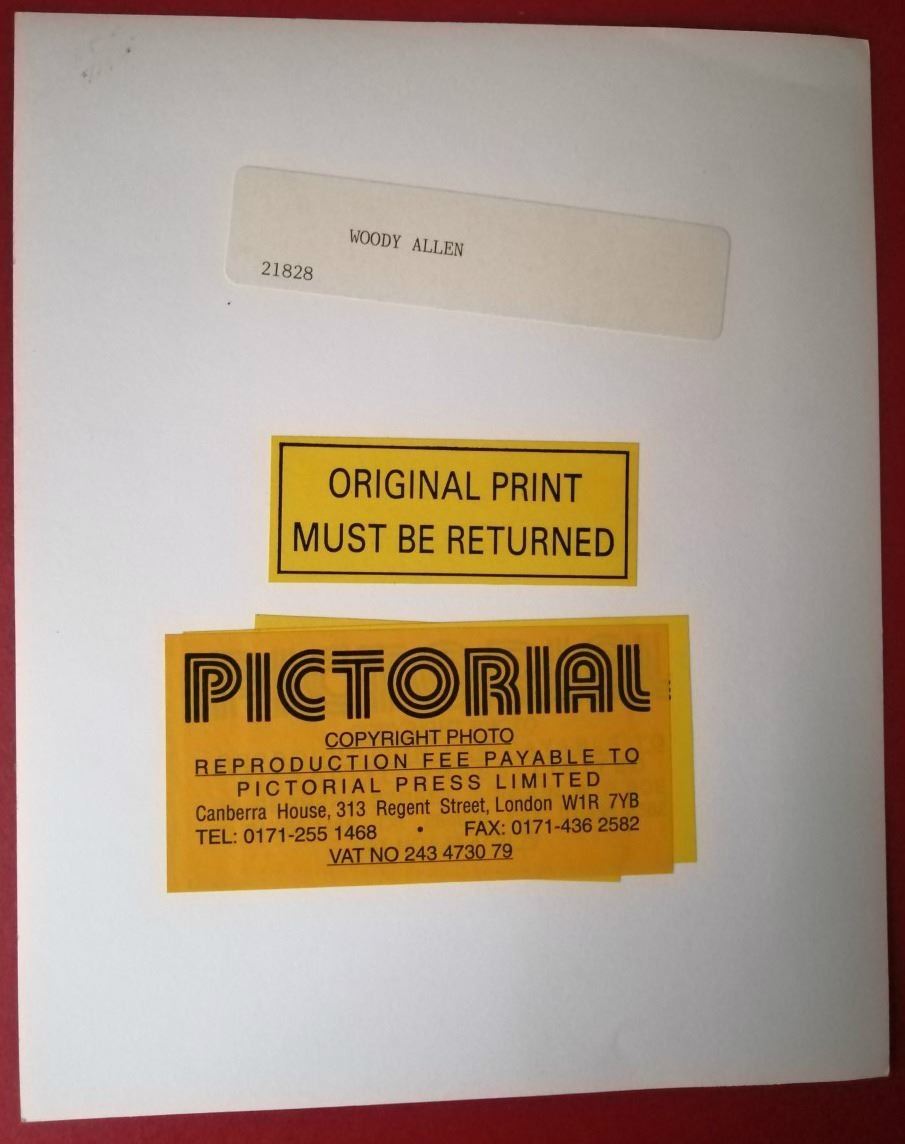 WOODY ALLEN
21828
ORIGINAL PRINT
MUST BE RETURNED
PICTORIAL
COPYRIGHT PHOTO
REPRODUCTION FEE PAYABLE TO
PICTORIAL PRESS LIMITED
Canberra House, 313 Regent Street, London W1R 7YB
TEL: 0171-255 1468 • FAX: 0171-436 2582
VAT NO 243 4730 79